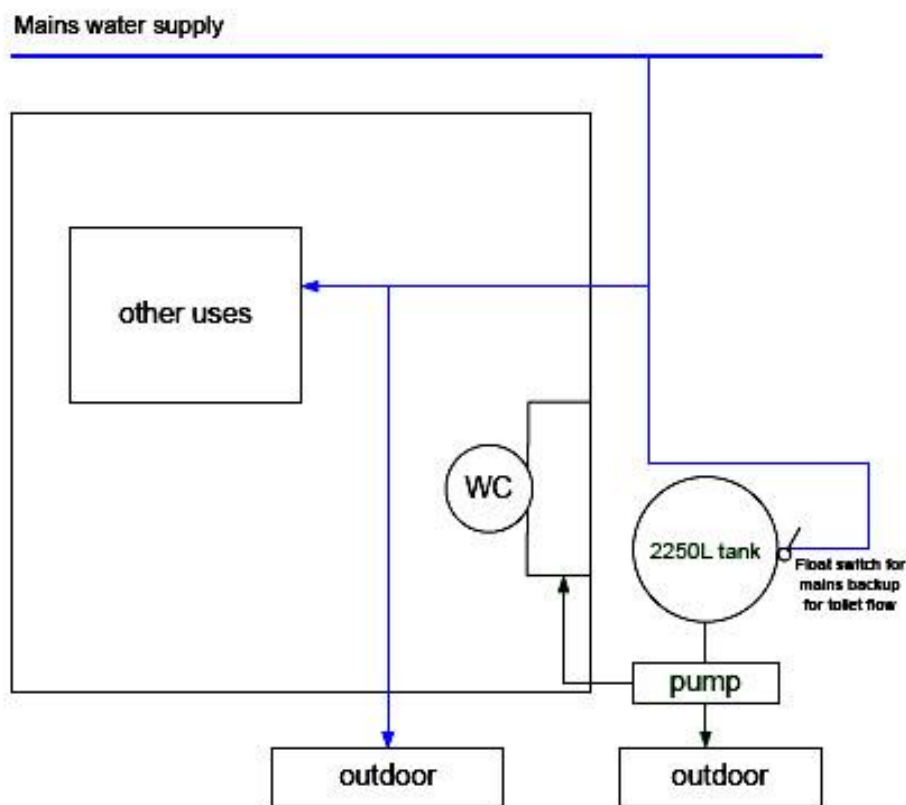 Mains water supply
other uses
WC
2250L tank
Float switch for
mains backup
for toilet flow
pump
outdoor
outdoor